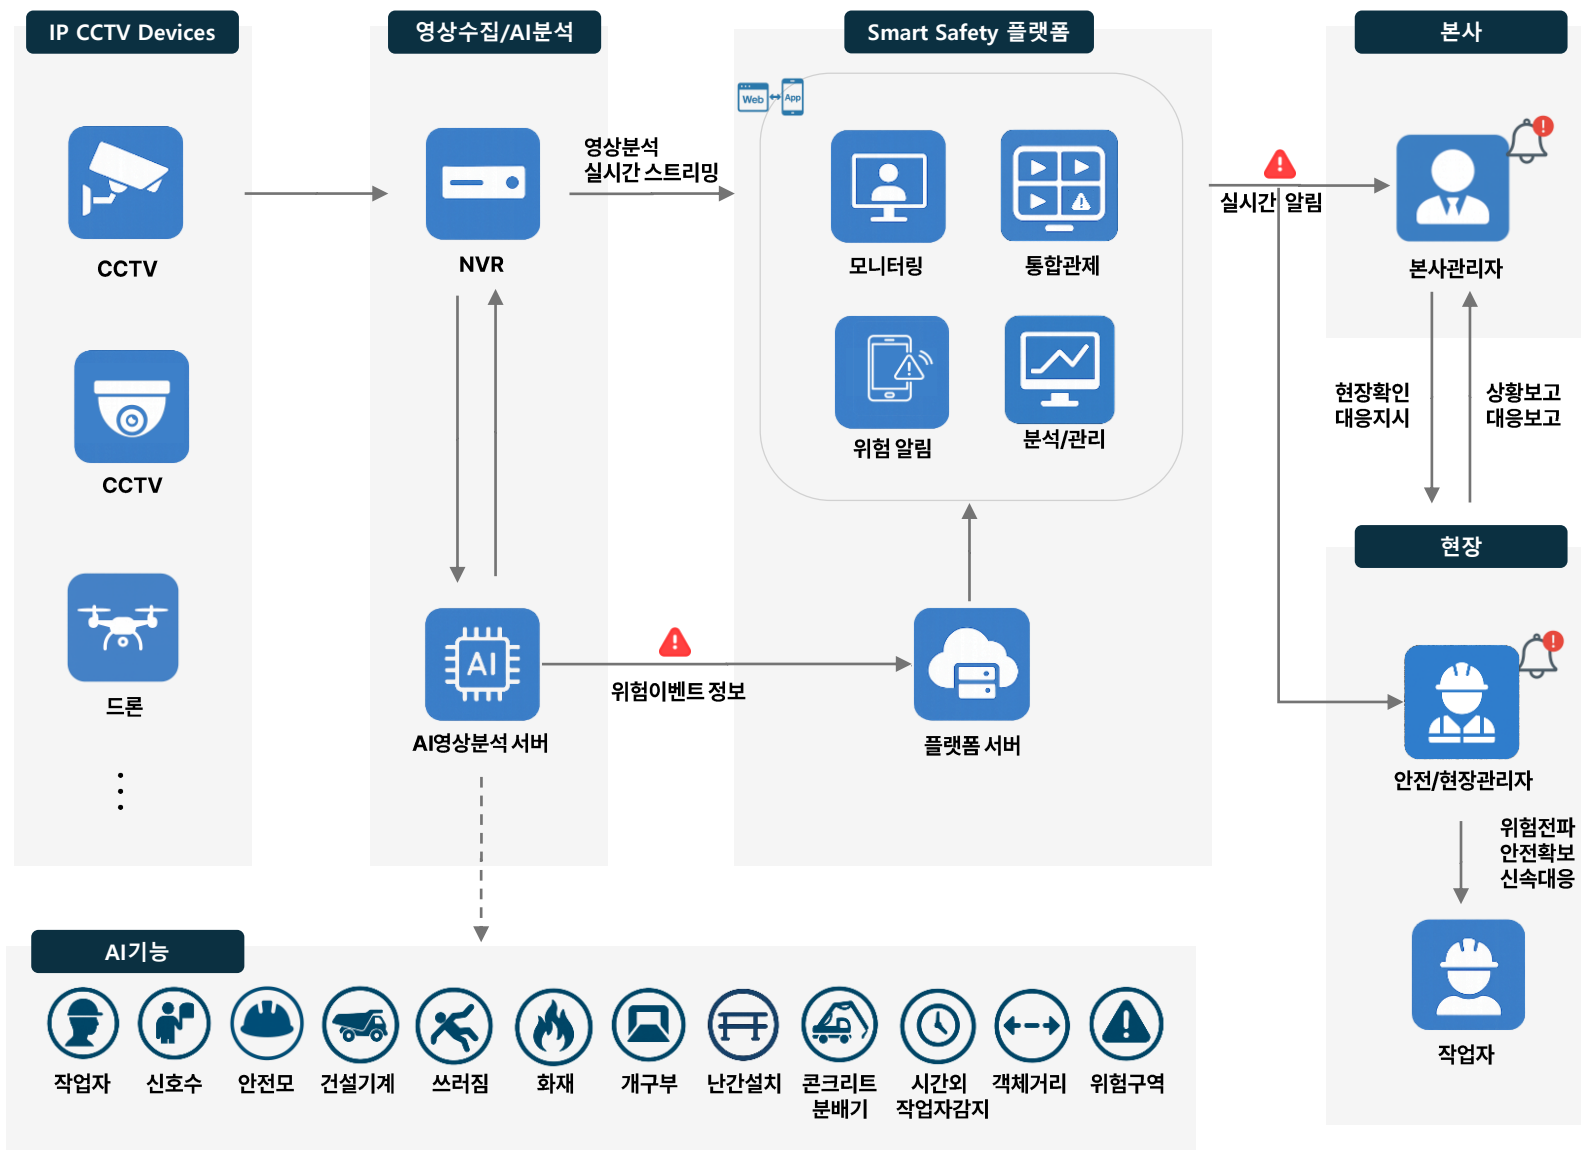 IP CCTV Devices
CCTV
CCTV
드론
영상수집/AI분석
NVR
영상분석
실시간 스트리밍
AI영상분석 서버
위험이벤트 정보
Smart Safety 플랫폼
Web
App
모니터링
통합관제
위험 알림
분석/관리
플랫폼 서버
실시간 알림
본사
본사관리자
현장확인
대응지시
상황보고
대응보고
현장
안전/현장관리자
위험전파
안전확보
신속대응
작업자
AI기능
AI
작업자
신호수
안전모
건설기계
쓰러짐
화재
개구부
난간설치
콘크리트
분배기
시간외
작업자감지
객체거리
위험구역